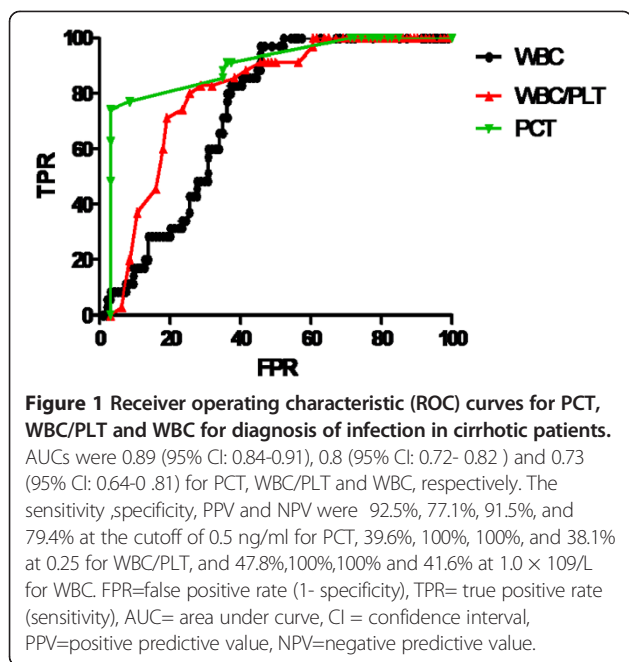 100
80
60
40
20
0
TPR
0
20
40
60
80
100
FPR
WBC
WBC/PLT
PCT
Figure 1 Receiver operating characteristic (ROC) curves for PCT,
WBC/PLT and WBC for diagnosis of infection in cirrhotic patients.
AUCs were 0.89 (95% CI: 0.84-0.91), 0.8 (95% CI: 0.72- 0.82 ) and 0.73
(95% CI: 0.64-0 .81) for PCT, WBC/PLT and WBC, respectively. The
sensitivity ,specificity, PPV and NPV were 92.5%, 77.1%, 91.5%, and
79.4% at the cutoff of 0.5 ng/ml for PCT, 39.6%, 100%, 100%, and 38.1%
at 0.25 for WBC/PLT, and 47.8%,100%,100% and 41.6% at 1.0 × 109/L
for WBC. FPR=false positive rate (1- specificity), TPR= true positive rate
(sensitivity), AUC= area under curve, CI = confidence interval,
PPV=positive predictive value, NPV=negative predictive value.